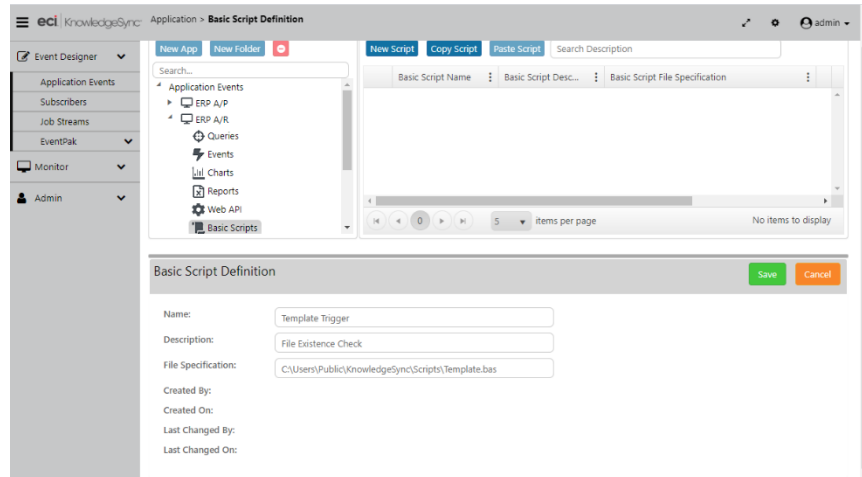 eci KnowledgeSync
Application > Basic Script Definition
admin
Event Designer
Application Events
Subscribers
Job Streams
EventPak
Monitor
Admin
New App New Folder
Search...
Application Events
ERP A/P
ERP A/R
Queries
Events
Charts
Reports
Web API
Basic Scripts
New Script Copy Script Paste Script Search Description
Basic Script Name Basic Script Desc... Basic Script File Specification
0 5 items per page No items to display
Basic Script Definition
Save Cancel
Name: Template Trigger
Description: File Existence Check
File Specification: C:\Users\Public\KnowledgeSync\Scripts\Template.bas
Created By:
Created On:
Last Changed By:
Last Changed On: